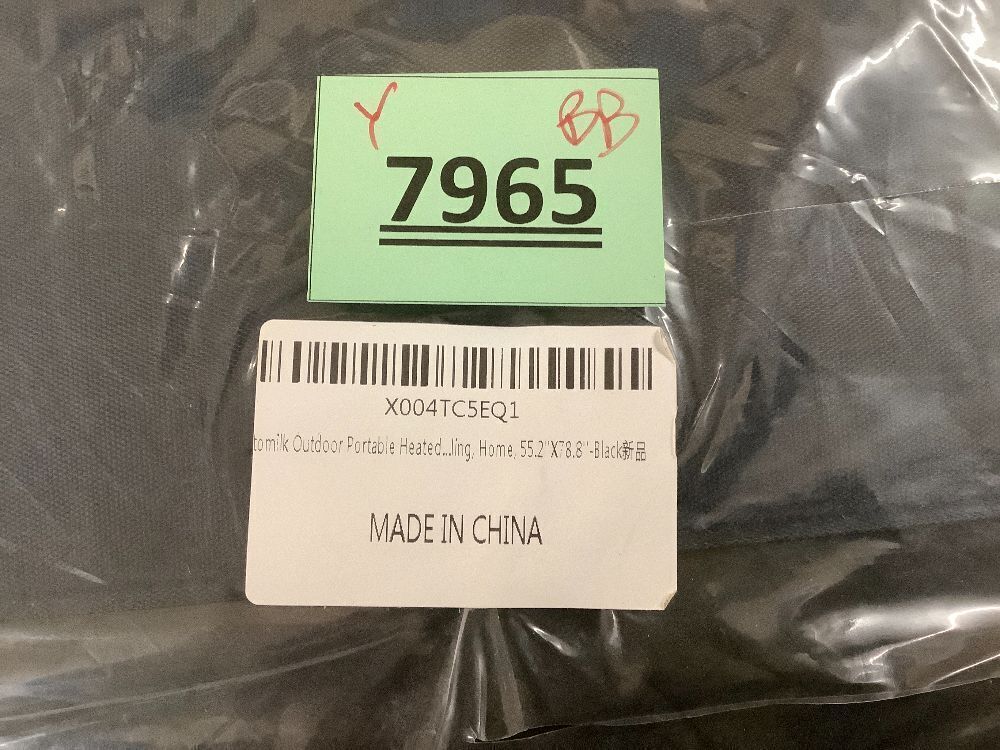 Y BB
7965
X004TC5EQ1
tomilk Outdoor Portable Heated...ling, Home, 55.2"X78.8"-Black新品
MADE IN CHINA